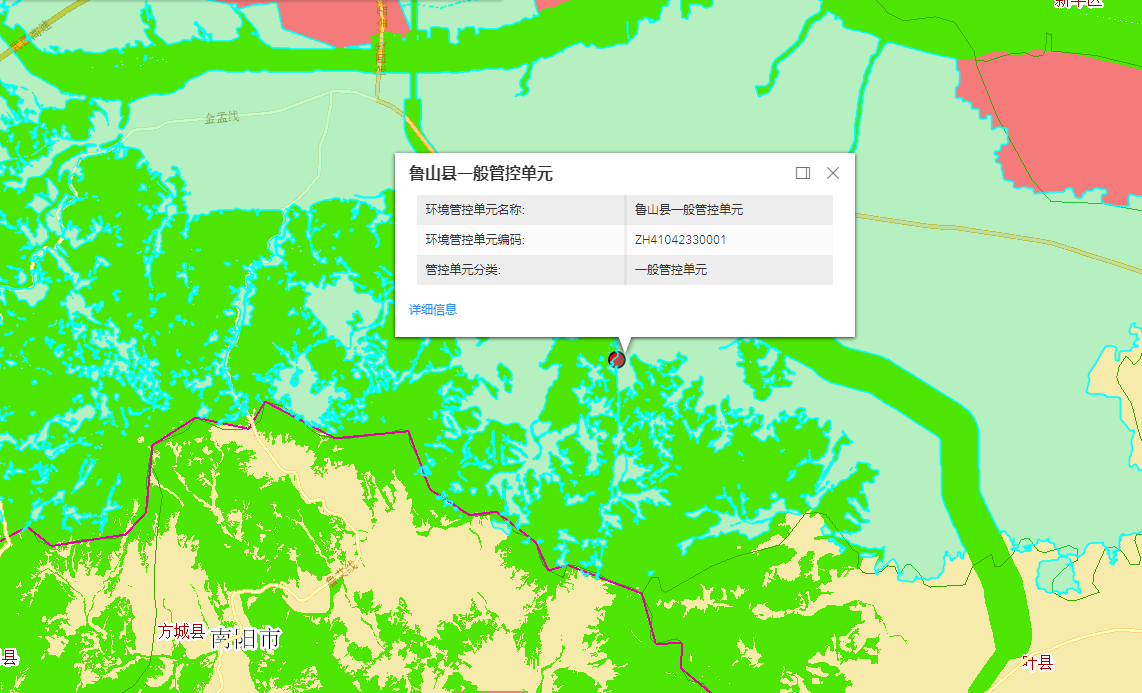 金孟线
鲁山县一般管控单元
环境管控单元名称: 鲁山县一般管控单元
环境管控单元编码: ZH41042330001
管控单元分类: 一般管控单元
详细信息
方城县
南阳市
县
叶县